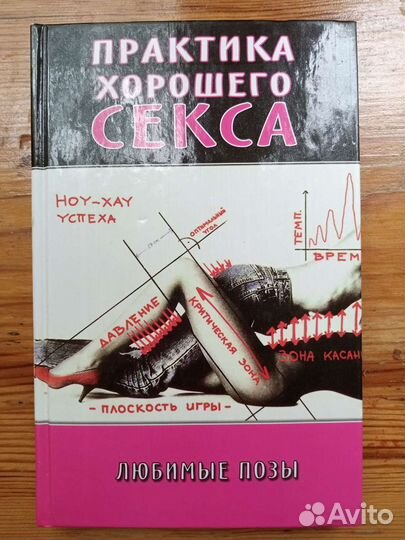 ПРАКТИКА
ХОРОШЕГО
СЕКСА
НОУ-ХАУ
УСПЕХА
ОПТИМАЛЬНЫЙ
УГОЛ
ТЕМП.
ВРЕМ
ДАВЛЕНИЕ
КРИТИЧЕСКАЯ ЗОНА
ЗОНА КАСАНИ
- ПЛОСКОСТЬ ИГРЫ -
ЛЮБИМЫЕ ПОЗЫ
Avito